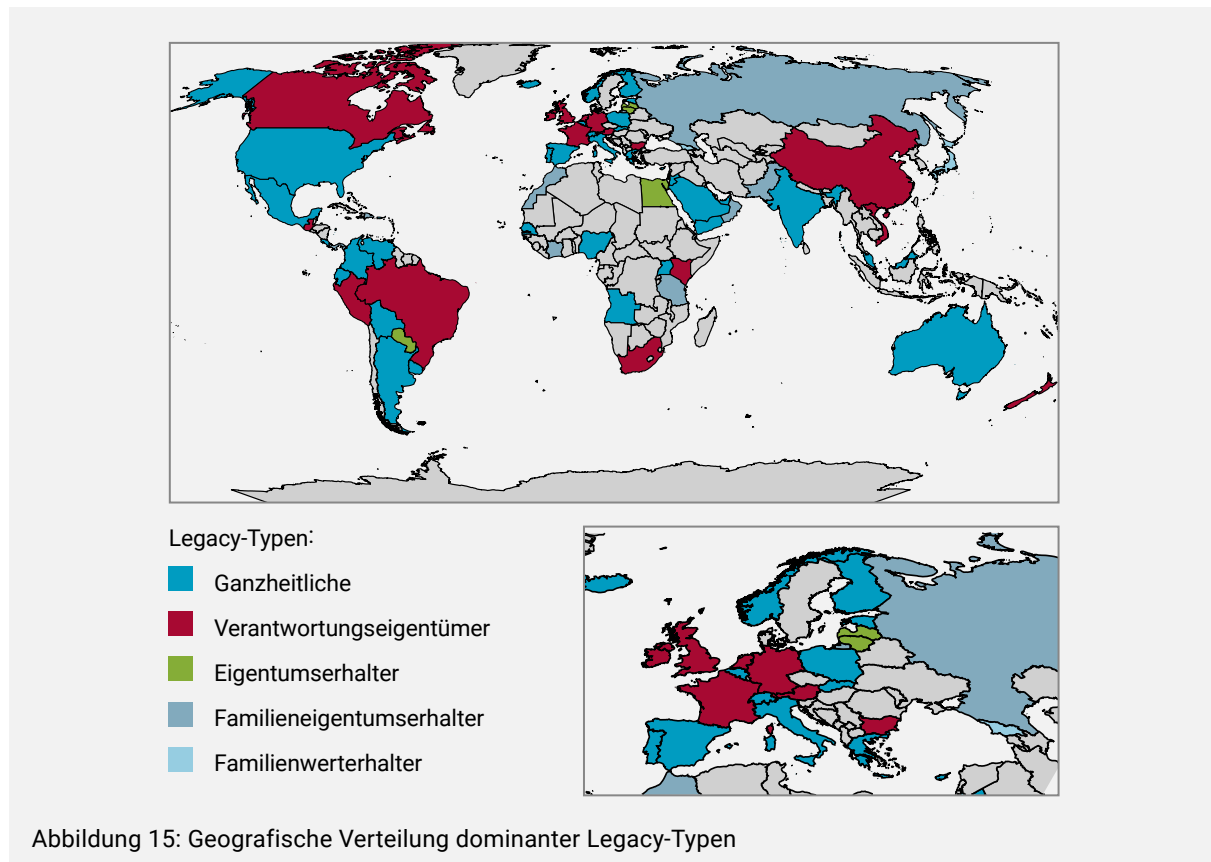 Legacy-Typen:
Ganzheitliche
Verantwortungseigentümer
Eigentumserhalter
Familieneigentumserhalter
Familienwerterhalter
Abbildung 15: Geografische Verteilung dominanter Legacy-Typen